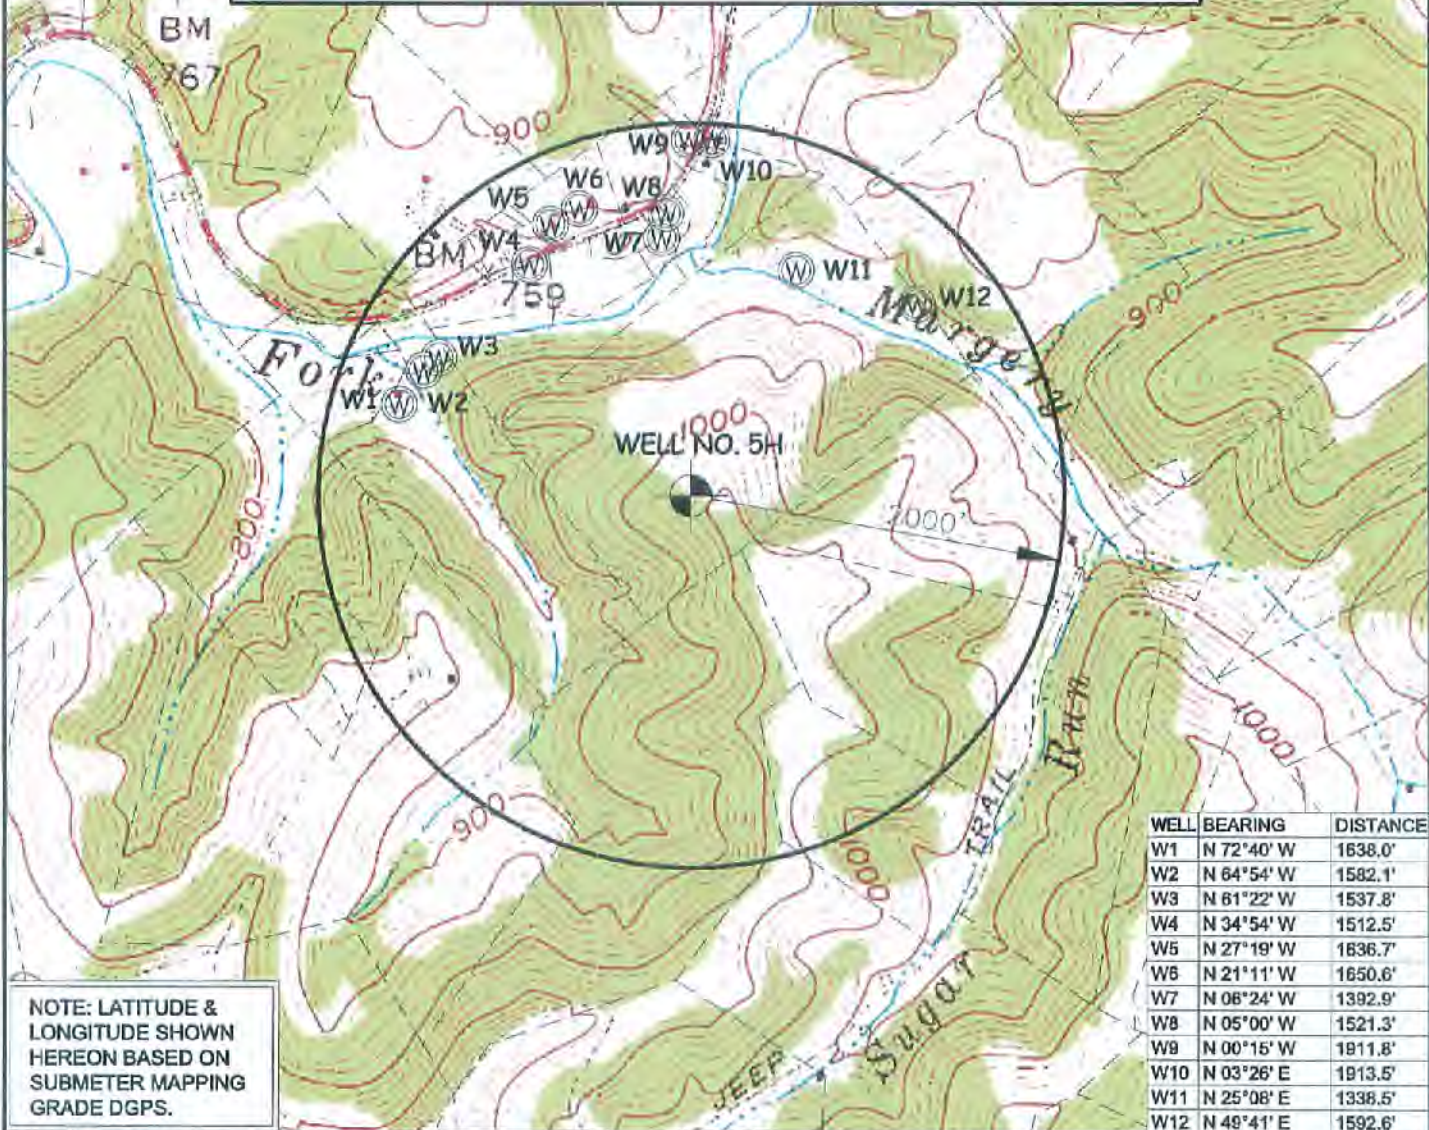 BM
767
900
W9
W10
W6
W5
W8
BM
W4
W7
759
W11
W12
Margery
900
Fork
W3
W1
W2
1000
WELL NO. 5H
2000'
800
Run
1000
TRAIL
900
1000
Sugar
JEEP
NOTE: LATITUDE &
LONGITUDE SHOWN
HEREON BASED ON
SUBMETER MAPPING
GRADE DGPS.
WELL BEARING DISTANCE
W1 N 72°40' W 1638.0'
W2 N 64°54' W 1582.1'
W3 N 61°22' W 1537.8'
W4 N 34°54' W 1512.5'
W5 N 27°19' W 1636.7'
W6 N 21°11' W 1650.6'
W7 N 06°24' W 1392.9'
W8 N 05°00' W 1521.3'
W9 N 00°15' W 1911.8'
W10 N 03°26' E 1913.5'
W11 N 25°08' E 1338.5'
W12 N 49°41' E 1592.6'